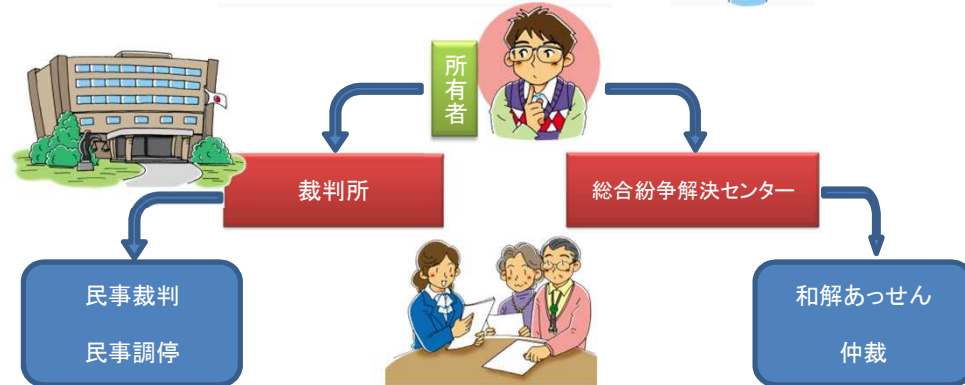 所有者
裁判所
総合紛争解決センター
民事裁判
民事調停
和解あっせん
仲裁